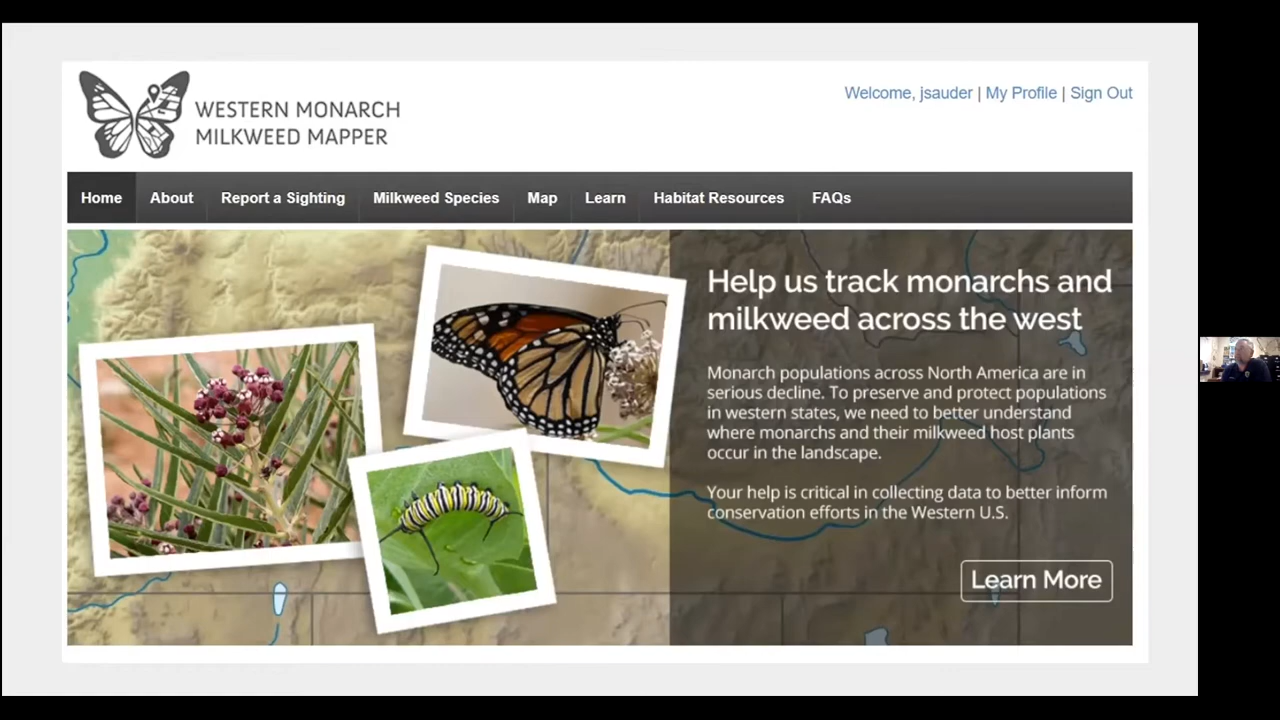 WESTERN MONARCH
MILKWEED MAPPER
Welcome, jsauder | My Profile | Sign Out
Home About Report a Sighting Milkweed Species Map Learn Habitat Resources FAQs
Help us track monarchs and
milkweed across the west
Monarch populations across North America are in
serious decline. To preserve and protect populations
in western states, we need to better understand
where monarchs and their milkweed host plants
occur in the landscape.
Your help is critical in collecting data to better inform
conservation efforts in the Western U.S.
Learn More